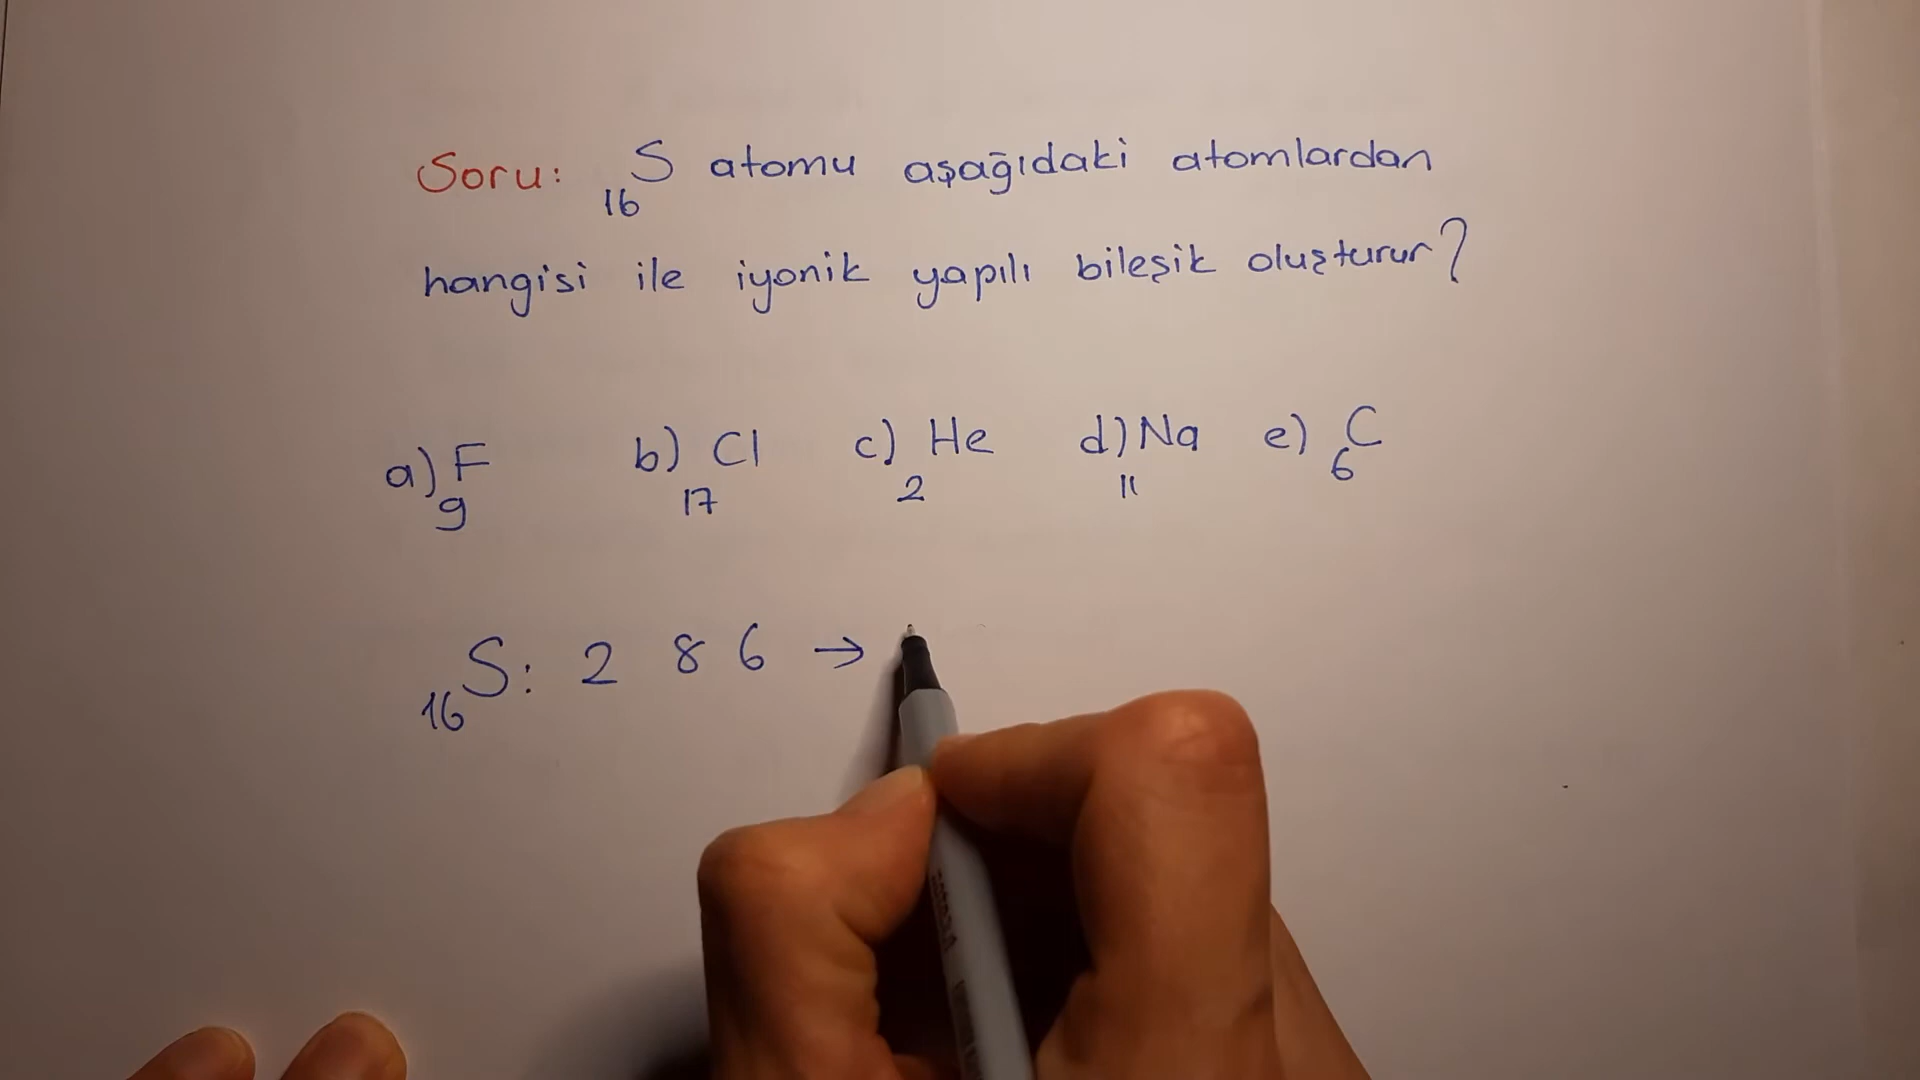 Soru: ₁₆S atomu aşağıdaki atomlardan
hangisi ile iyonik yapılı bileşik oluşturur?
a) ₉F b) ₁₇Cl c) ₂He d) ₁₁Na e) ₆C
₁₆S: 2 8 6 →